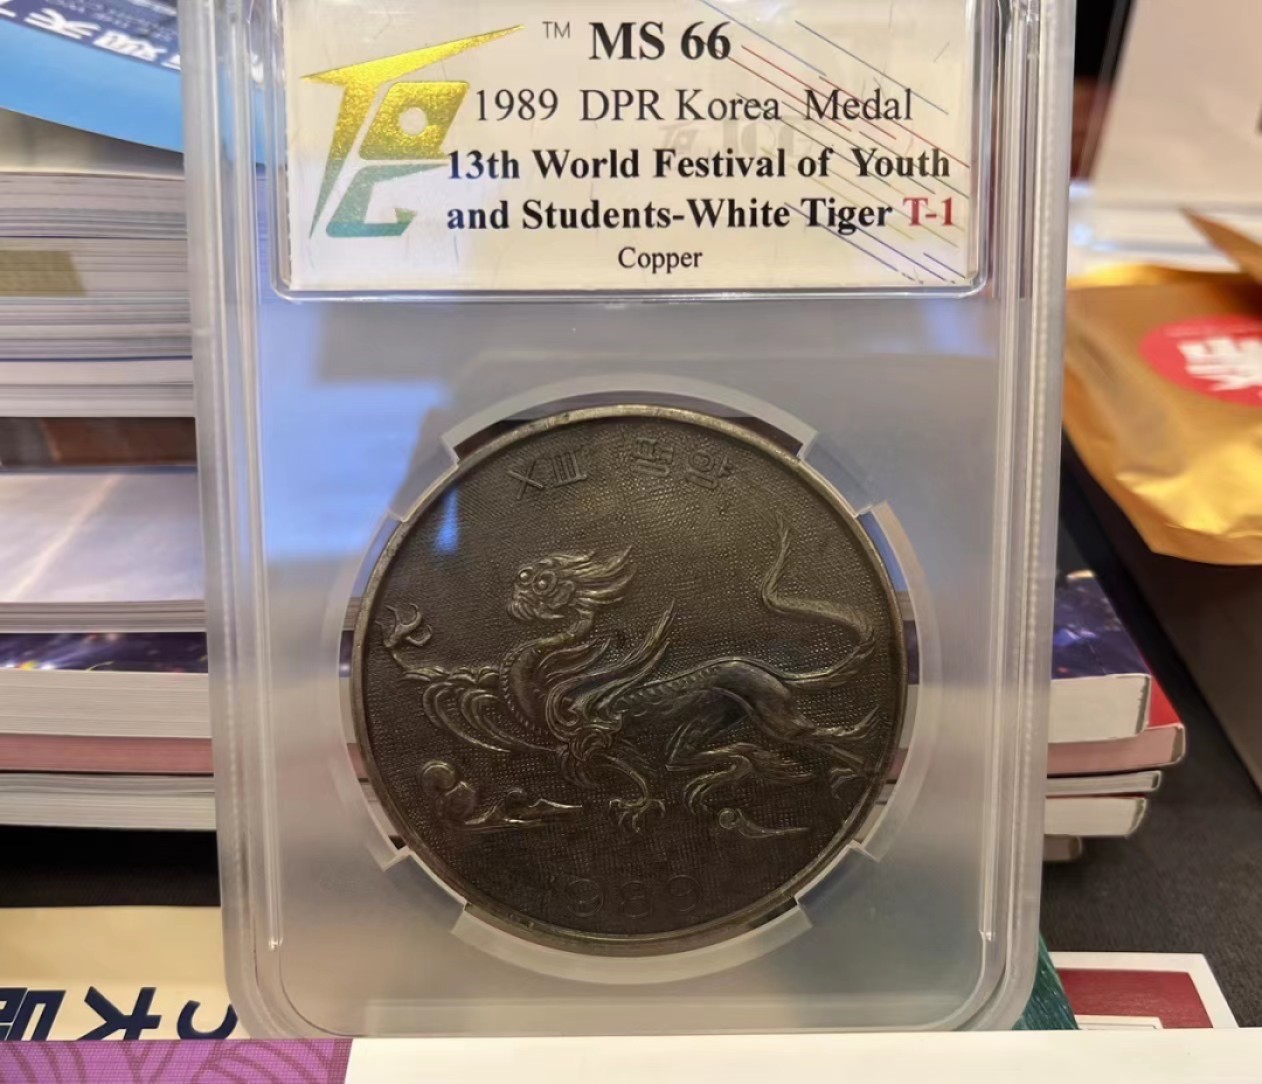 ™ MS 66
1989 DPR Korea Medal
13th World Festival of Youth
and Students-White Tiger T-1
Copper
XIII 평양
1989